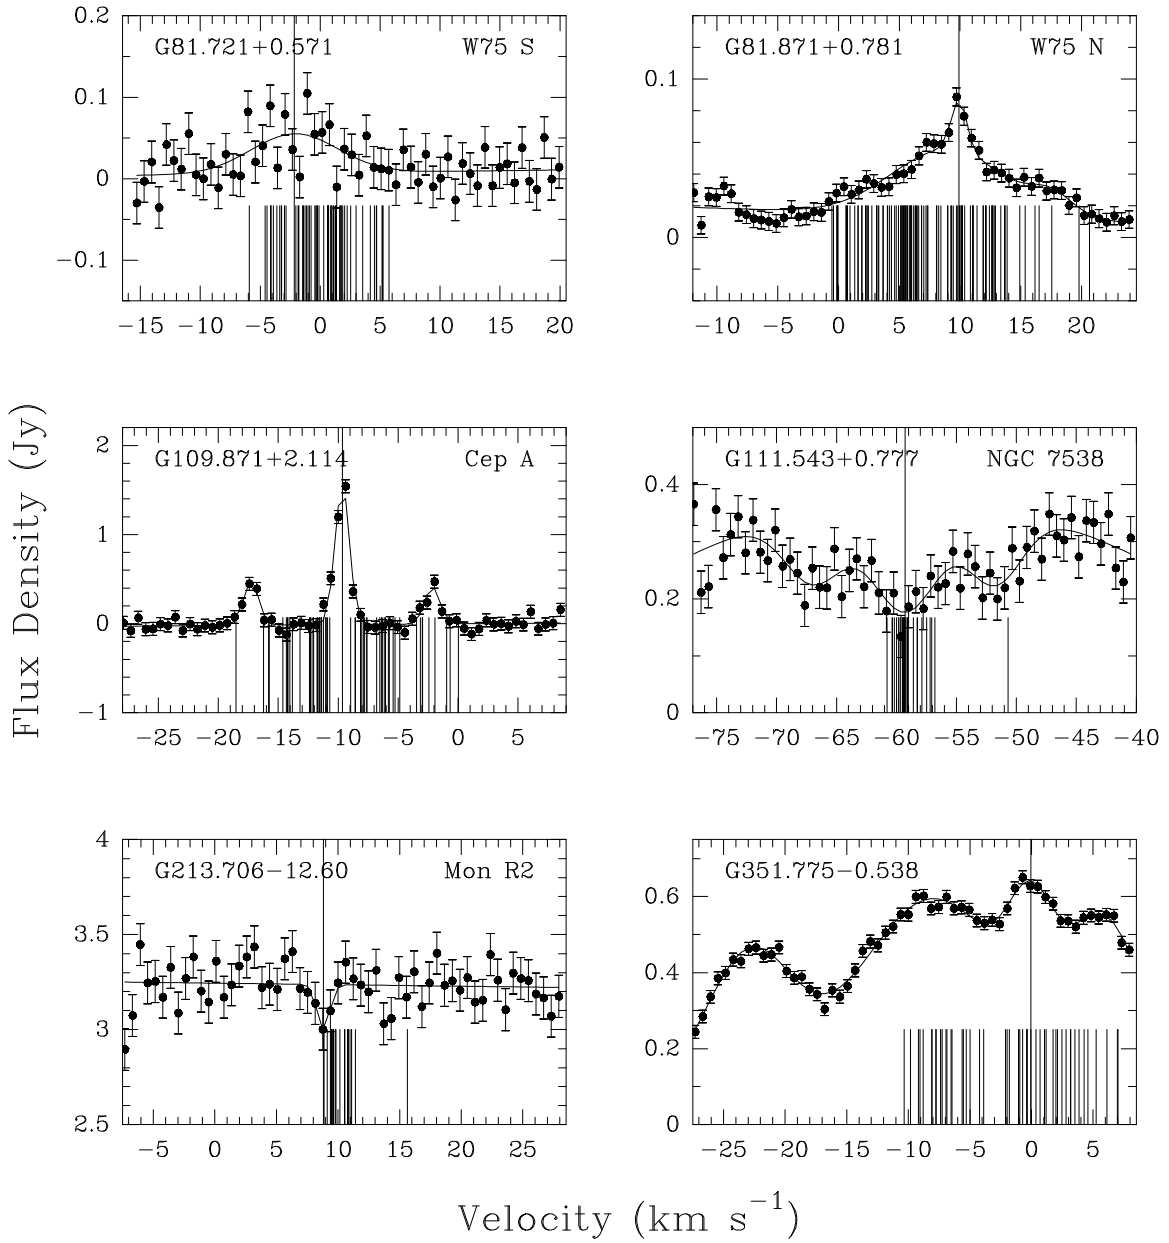 0.2
0.1
0
−0.1
G81.721+0.571 W75 S
−15 −10 −5 0 5 10 15 20
0.1
0
G81.871+0.781 W75 N
−10 −5 0 5 10 15 20
2
1
0
−1
G109.871+2.114 Cep A
−25 −20 −15 −10 −5 0 5
0.4
0.2
0
G111.543+0.777 NGC 7538
−75 −70 −65 −60 −55 −50 −45 −40
4
3.5
3
2.5
G213.706−12.60 Mon R2
−5 0 5 10 15 20 25
0.6
0.4
0.2
0
G351.775−0.538
−25 −20 −15 −10 −5 0 5
Flux Density (Jy)
Velocity (km s−1)